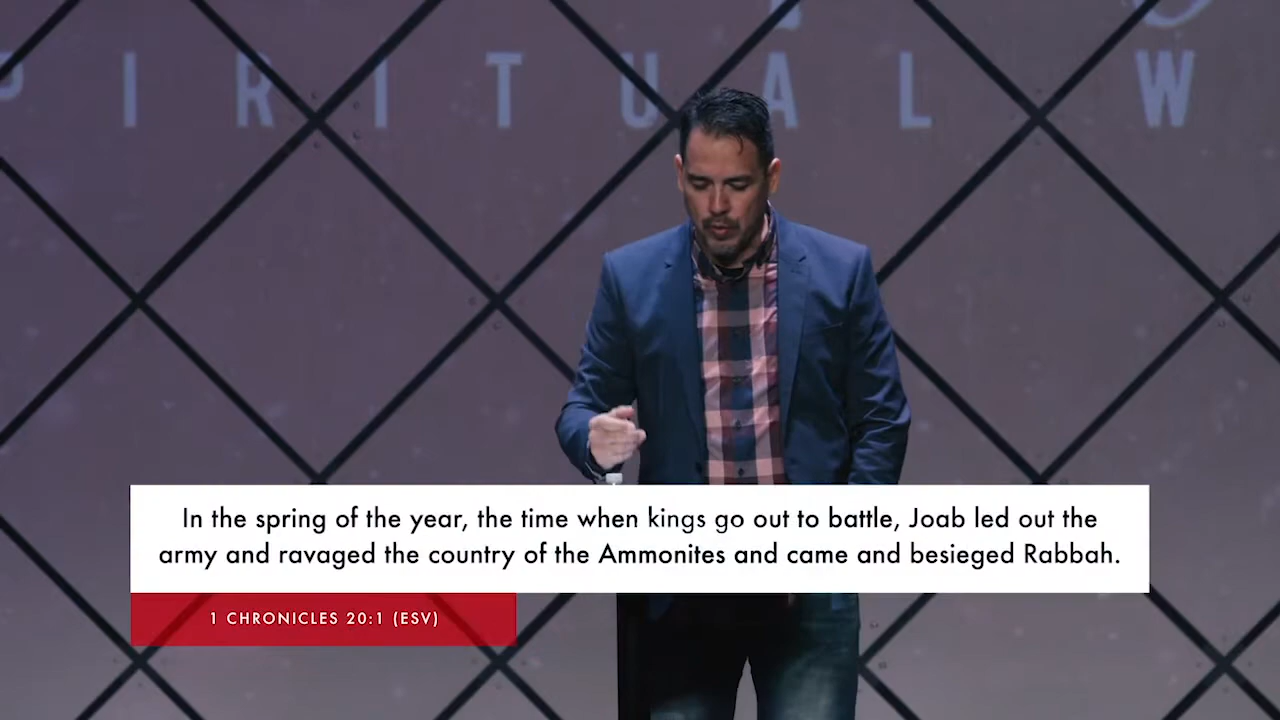 PIRITUAL W
In the spring of the year, the time when kings go out to battle, Joab led out the
army and ravaged the country of the Ammonites and came and besieged Rabbah.
1 CHRONICLES 20:1 (ESV)